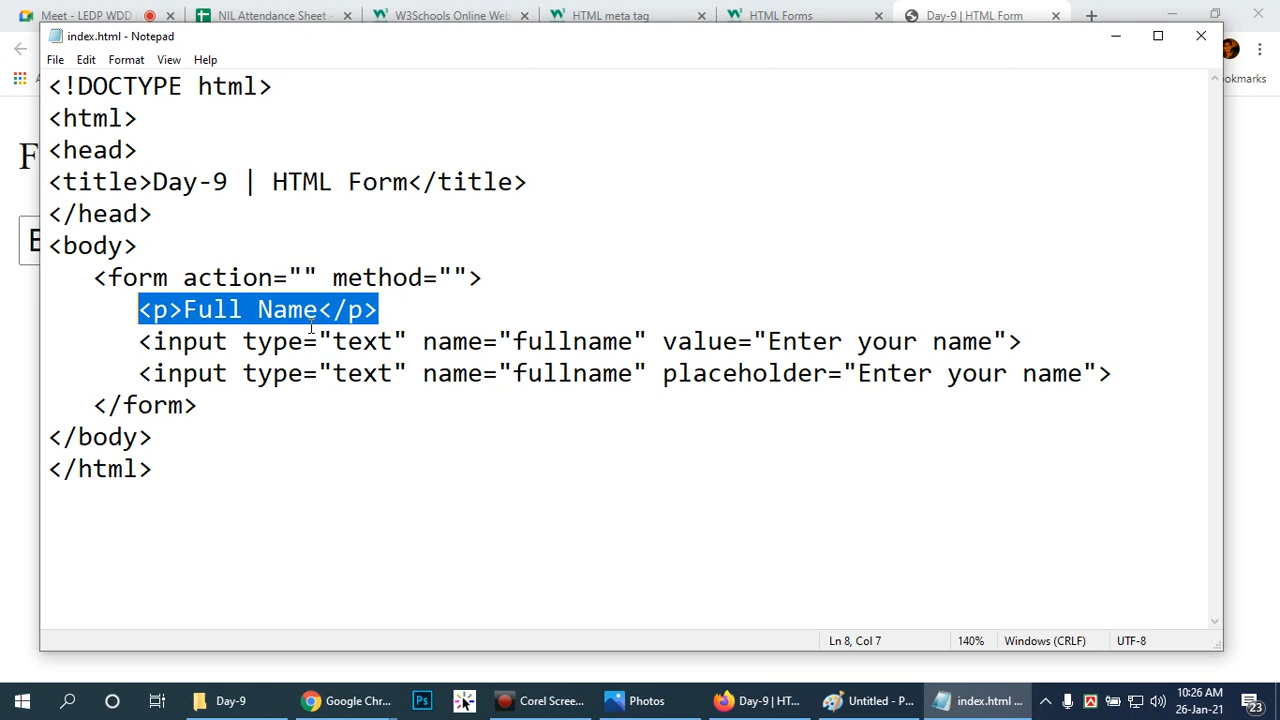 Meet - LEDP WDD
NIL Attendance Sheet -
W3Schools Online Web
HTML meta tag
HTML Forms
Day-9 | HTML Form
index.html - Notepad
File Edit Format View Help
ookmarks
<!DOCTYPE html>
<html>
<head>
<title>Day-9 | HTML Form</title>
</head>
<body>
<form action="" method="">
<p>Full Name</p>
<input type="text" name="fullname" value="Enter your name">
<input type="text" name="fullname" placeholder="Enter your name">
</form>
</body>
</html>
F
E
Ln 8, Col 7 140% Windows (CRLF) UTF-8
Day-9
Google Chr...
Ps
Corel Scree...
Photos
Day-9 | HT...
Untitled - P...
index.html ...
10:26 AM
26-Jan-21
23